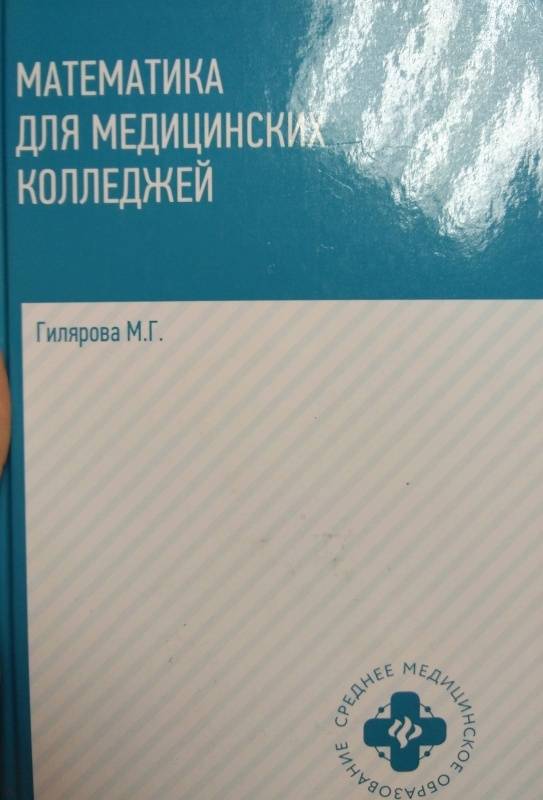 МАТЕМАТИКА
ДЛЯ МЕДИЦИНСКИХ
КОЛЛЕДЖЕЙ
Гилярова М.Г.
СРЕДНЕЕ МЕДИЦИНСКОЕ ОБРАЗОВАНИЕ